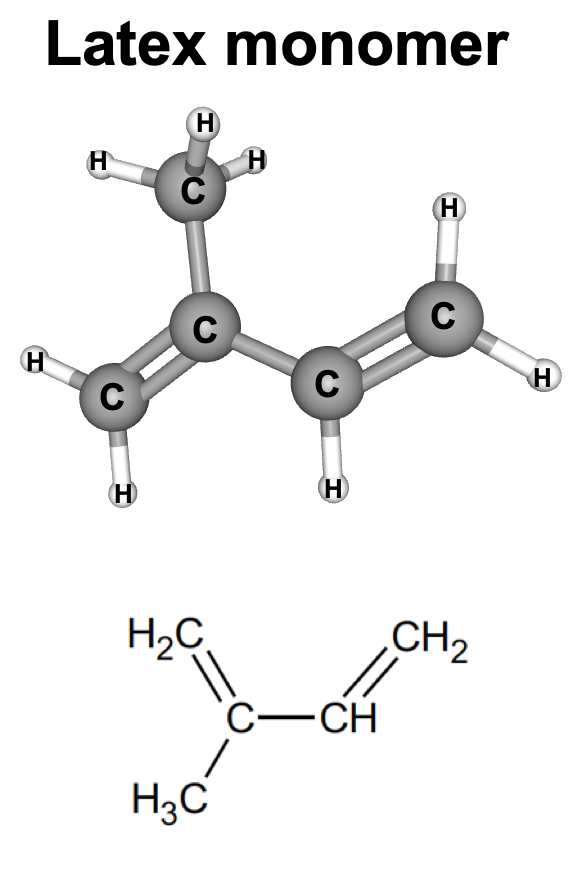 Latex monomer
H
H H
C
H
C C
H
C C H
H H
H₂C CH₂
C CH
H₃C